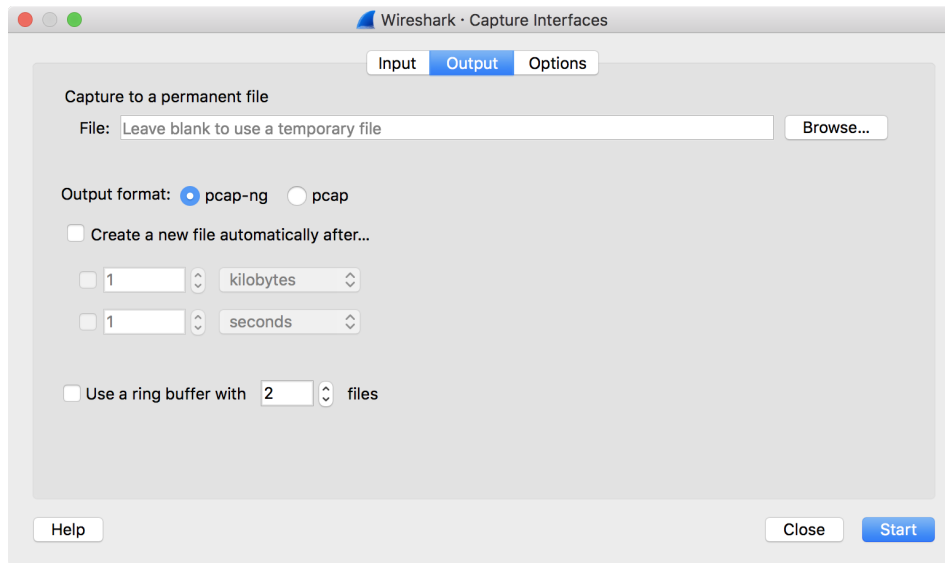 Wireshark · Capture Interfaces
Input Output Options
Capture to a permanent file
File: Leave blank to use a temporary file Browse...
Output format: pcap-ng pcap
Create a new file automatically after...
1 kilobytes
1 seconds
Use a ring buffer with 2 files
Help Close Start